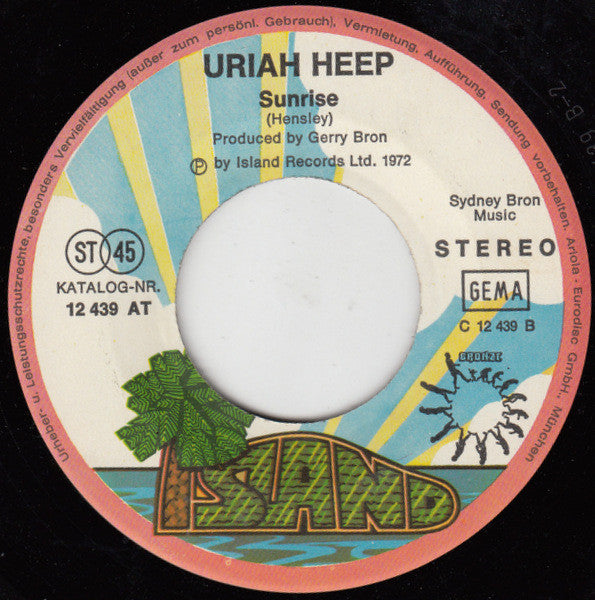 Urheber- u. Leistungsschutzrechte, besonders Vervielfältigung (außer zum persönl. Gebrauch), Vermietung, Aufführung, Sendung vorbehalten. Ariola - Eurodisc GmbH., München
URIAH HEEP
Sunrise
(Hensley)
Produced by Gerry Bron
Ⓟ by Island Records Ltd. 1972
Sydney Bron
Music
ST 45
STEREO
KATALOG-NR.
12 439 AT
GEMA
C 12 439 B
BRONZE
ISLAND